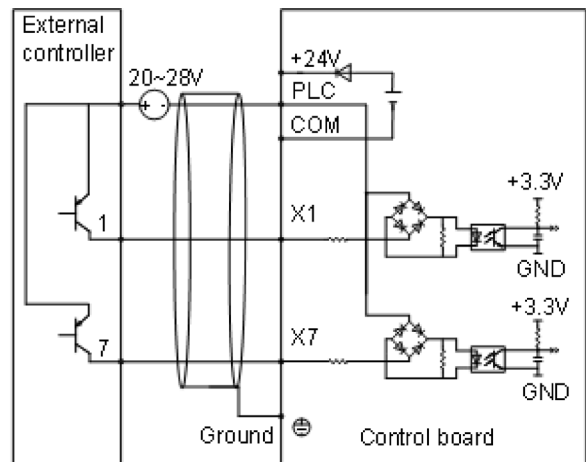 External
controller
20~28V
+ -
+24V
PLC
COM
+3.3V
1
X1
GND
+3.3V
7
X7
GND
Ground
Control board